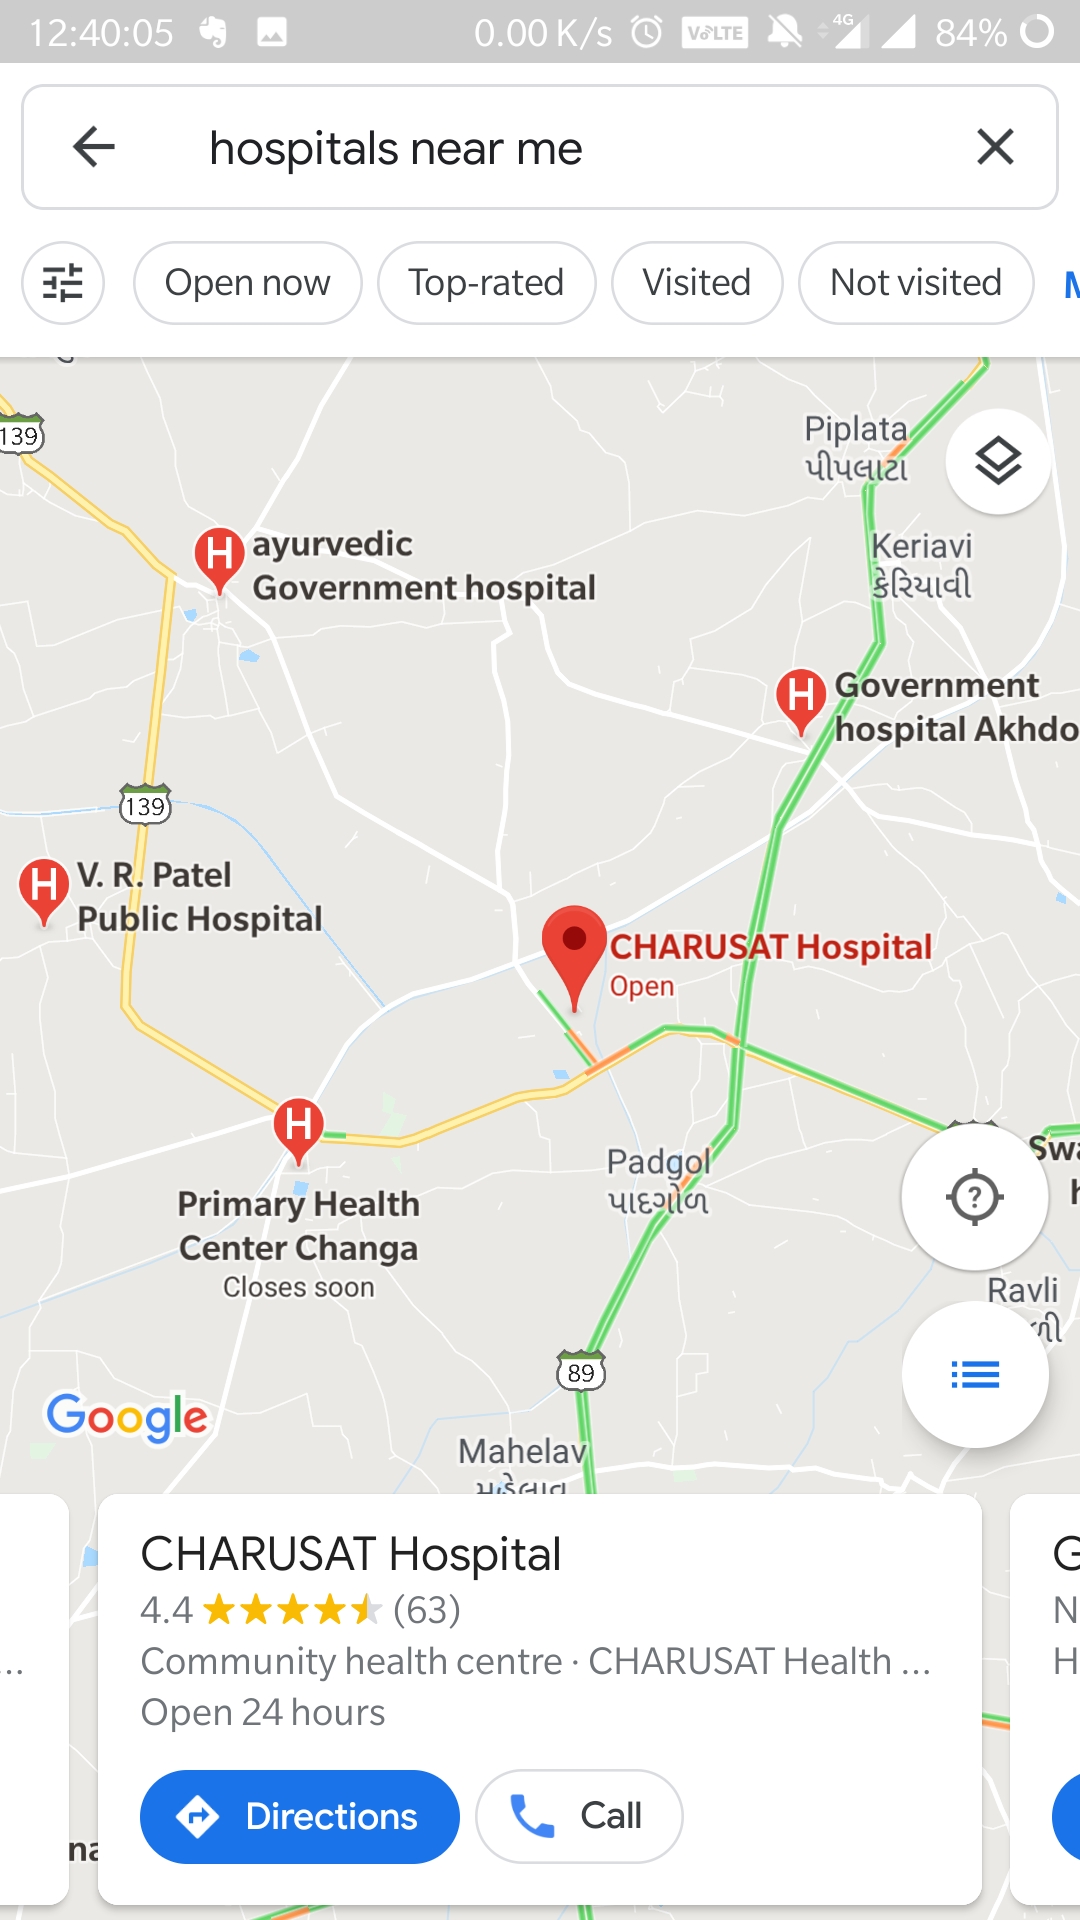 12:40:05 0.00 K/s VoLTE 4G 84%
hospitals near me
Open now Top-rated Visited Not visited
139
Piplata
પીપલાટા
ayurvedic
Government hospital
Keriavi
કેરિયાવી
Government
hospital Akhdo
139
V. R. Patel
Public Hospital
CHARUSAT Hospital
Open
Primary Health
Center Changa
Closes soon
Padgol
પાદગોળ
Swa
Ravli
89
Google
Mahelav
મહેલાવ
CHARUSAT Hospital
4.4 (63)
Community health centre · CHARUSAT Health ...
Open 24 hours
Directions Call